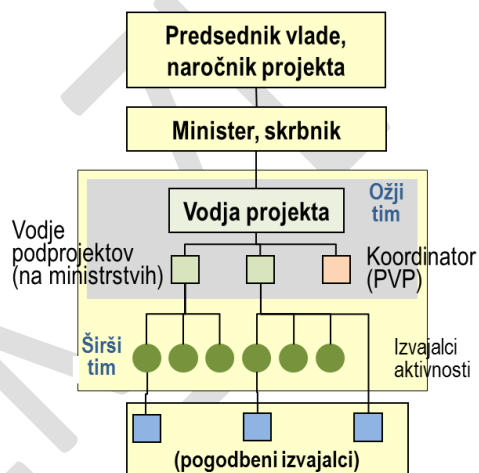 Predsednik vlade,
naročnik projekta
Minister, skrbnik
Ožji
tim
Vodja projekta
Vodje
podprojektov
(na ministrstvih)
Koordinator
(PVP)
Širši
tim
Izvajalci
aktivnosti
(pogodbeni izvajalci)